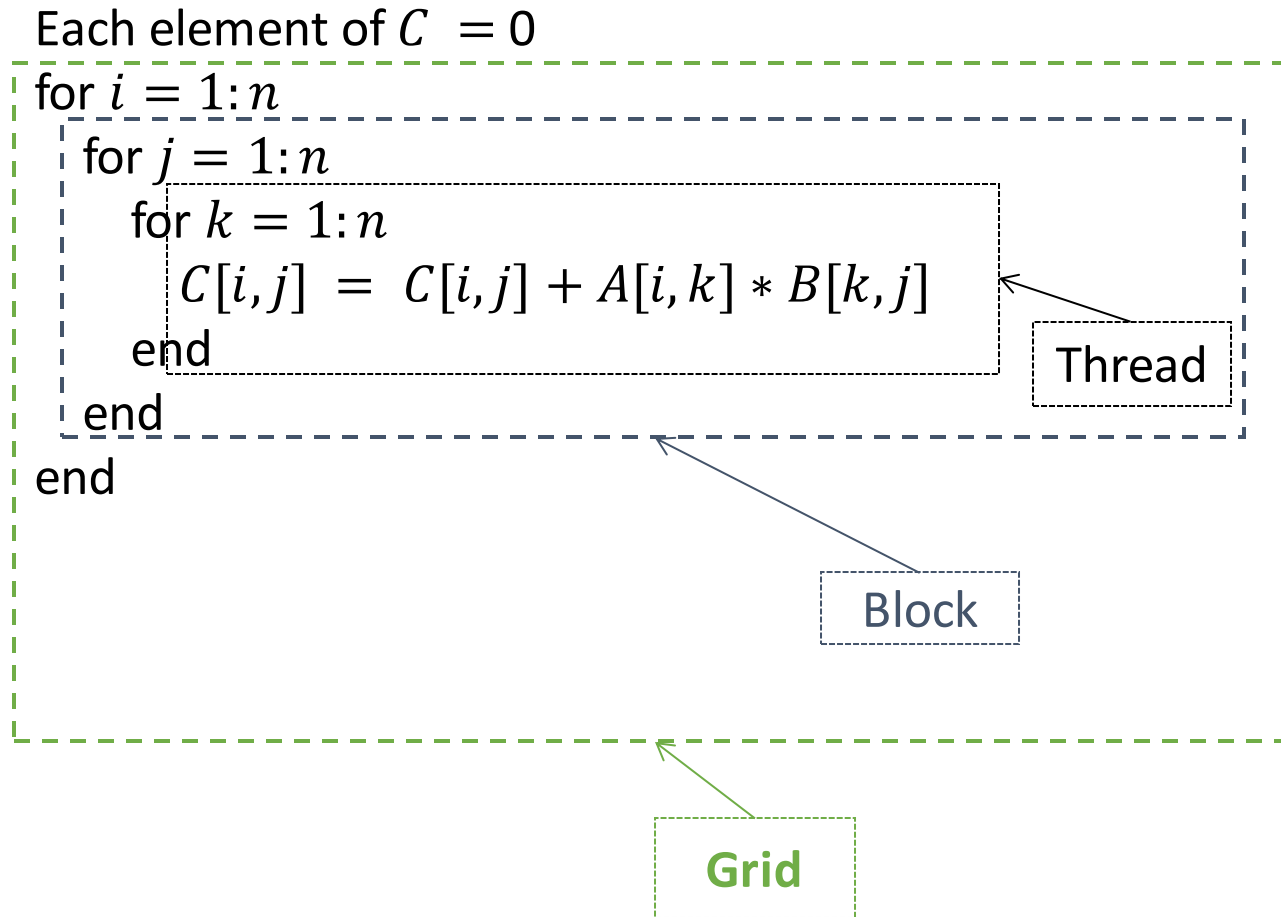 Each element of C = 0
for i = 1:n
for j = 1:n
for k = 1:n
C[i,j] = C[i,j] + A[i,k] ∗ B[k,j]
end
Thread
end
end
Block
Grid